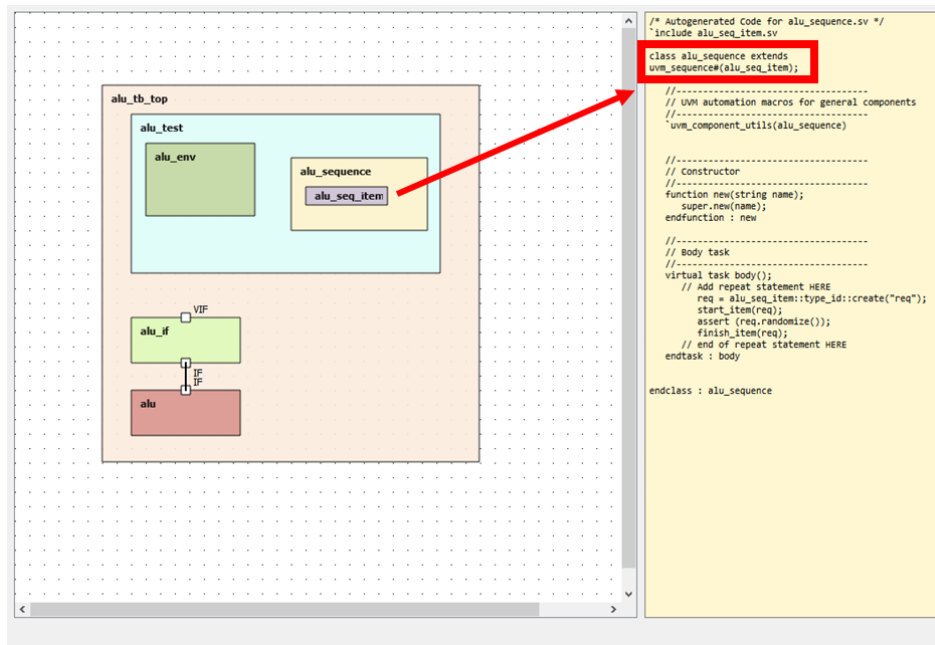 alu_tb_top
alu_test
alu_env
alu_sequence
alu_seq_item
VIF
alu_if
IF
IF
alu
/* Autogenerated Code for alu_sequence.sv */
`include alu_seq_item.sv
class alu_sequence extends
uvm_sequence#(alu_seq_item);
//-----------------------------------
// UVM automation macros for general components
//-----------------------------------
`uvm_component_utils(alu_sequence)
//-----------------------------------
// Constructor
//-----------------------------------
function new(string name);
super.new(name);
endfunction : new
//-----------------------------------
// Body task
//-----------------------------------
virtual task body();
// Add repeat statement HERE
req = alu_seq_item::type_id::create("req");
start_item(req);
assert (req.randomize());
finish_item(req);
// end of repeat statement HERE
endtask : body
endclass : alu_sequence